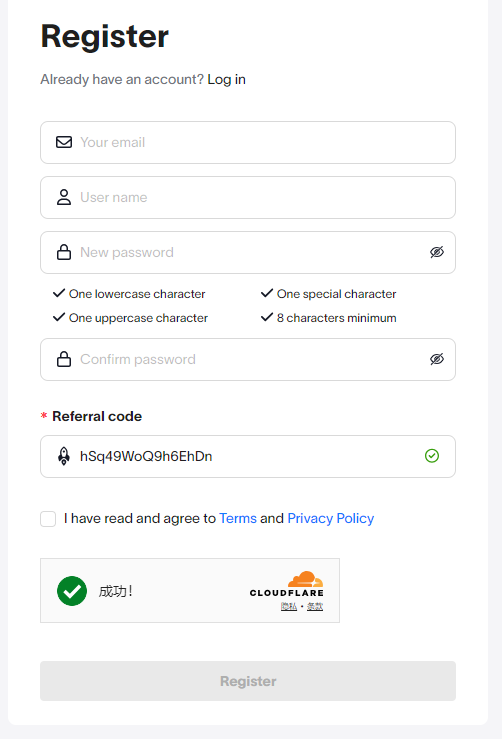 Register
Already have an account? Log in
Your email
User name
New password
One lowercase character
One special character
One uppercase character
8 characters minimum
Confirm password
* Referral code
hSq49WoQ9h6EhDn
I have read and agree to Terms and Privacy Policy
成功!
CLOUDFLARE
隐私 • 条款
Register